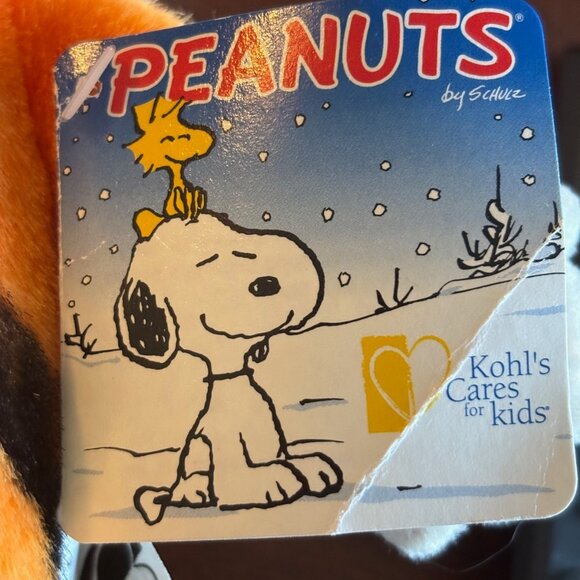 PEANUTS®
by SCHULZ
Kohl's
Cares
for kids®